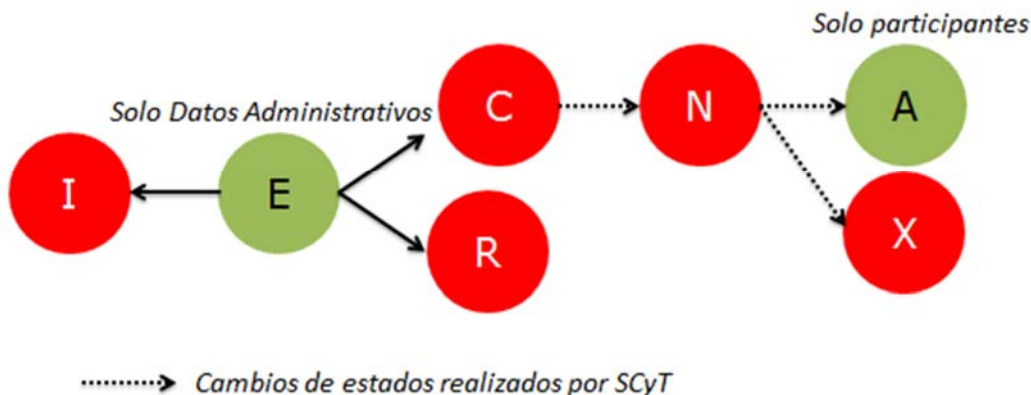 Solo participantes
Solo Datos Administrativos
C
N
A
I
E
R
X
Cambios de estados realizados por SCyT